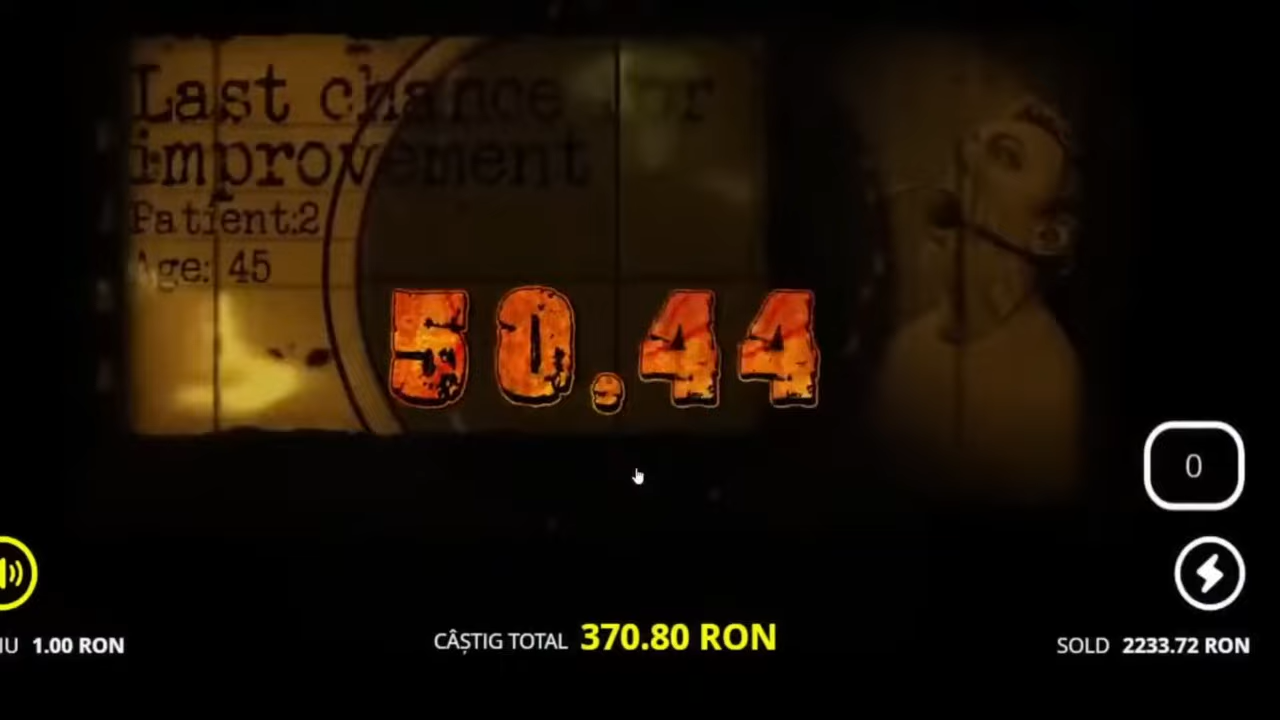 Last chance for
improvement
Patient:2
Age: 45
50.44
0
1.00 RON
CÂȘTIG TOTAL 370.80 RON
SOLD 2233.72 RON